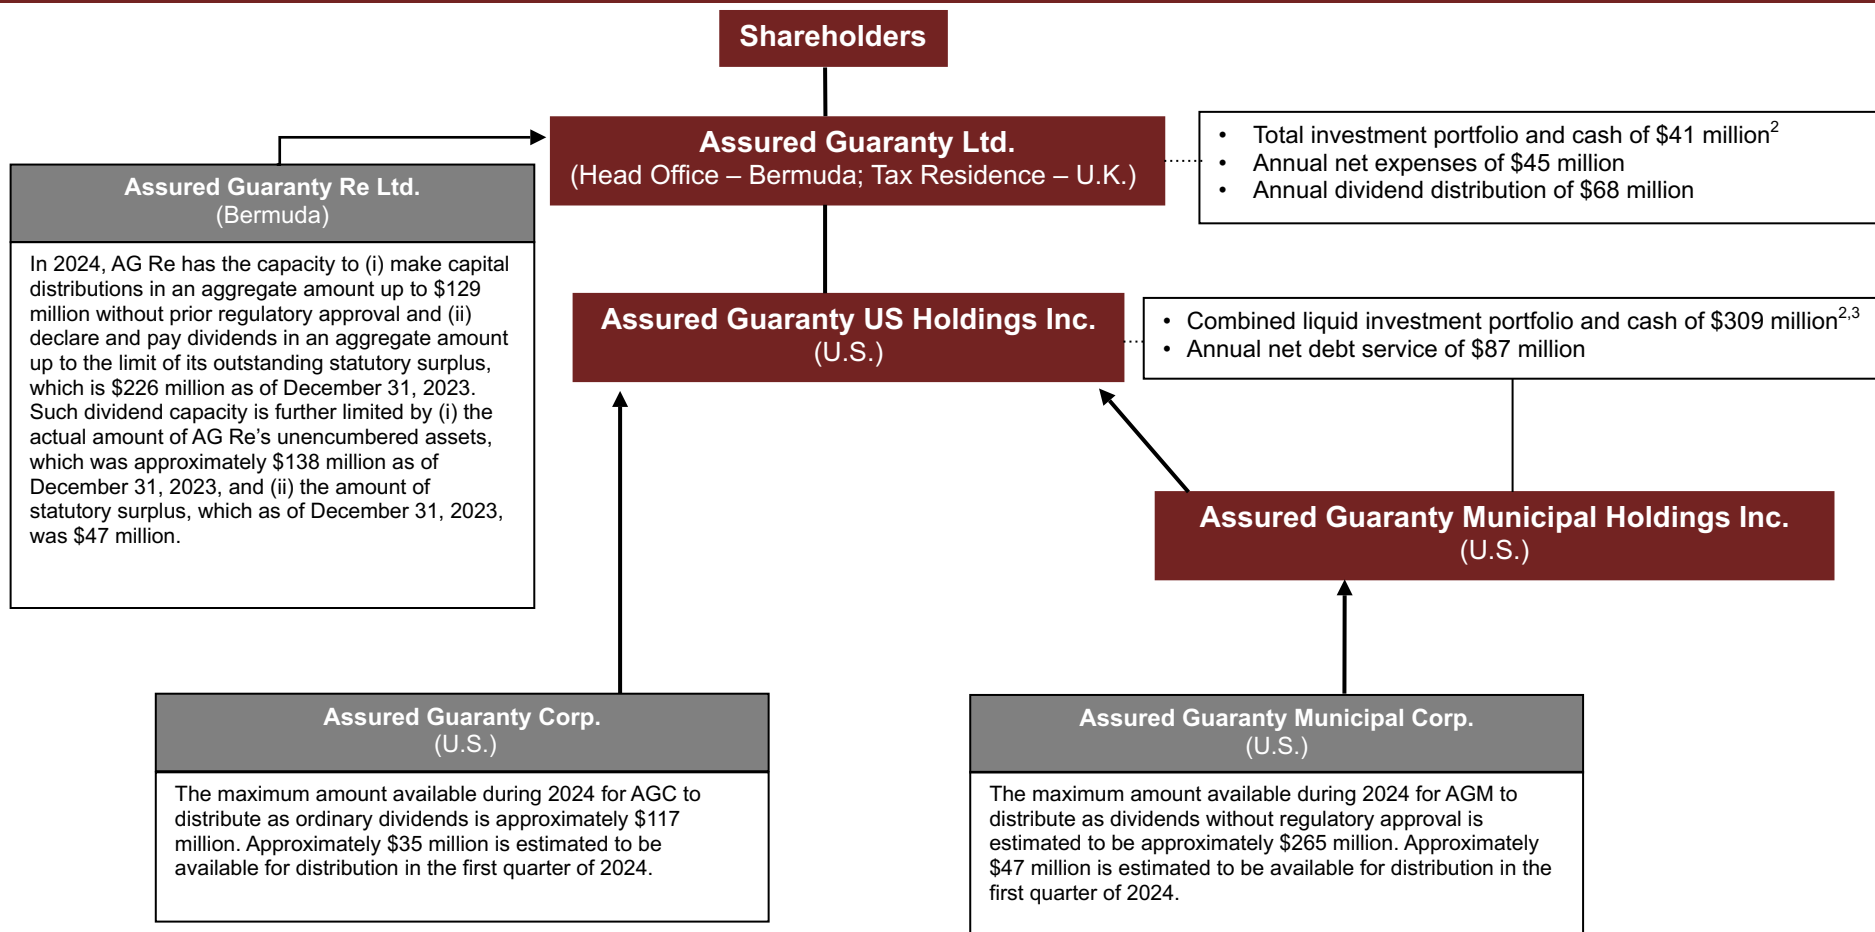 Shareholders
Assured Guaranty Ltd.
(Head Office – Bermuda; Tax Residence – U.K.)
• Total investment portfolio and cash of $41 million2
• Annual net expenses of $45 million
• Annual dividend distribution of $68 million
Assured Guaranty Re Ltd.
(Bermuda)
In 2024, AG Re has the capacity to (i) make capital
distributions in an aggregate amount up to $129
million without prior regulatory approval and (ii)
declare and pay dividends in an aggregate amount
up to the limit of its outstanding statutory surplus,
which is $226 million as of December 31, 2023.
Such dividend capacity is further limited by (i) the
actual amount of AG Re’s unencumbered assets,
which was approximately $138 million as of
December 31, 2023, and (ii) the amount of
statutory surplus, which as of December 31, 2023,
was $47 million.
Assured Guaranty US Holdings Inc.
(U.S.)
• Combined liquid investment portfolio and cash of $309 million2,3
• Annual net debt service of $87 million
Assured Guaranty Municipal Holdings Inc.
(U.S.)
Assured Guaranty Corp.
(U.S.)
The maximum amount available during 2024 for AGC to
distribute as ordinary dividends is approximately $117
million. Approximately $35 million is estimated to be
available for distribution in the first quarter of 2024.
Assured Guaranty Municipal Corp.
(U.S.)
The maximum amount available during 2024 for AGM to
distribute as dividends without regulatory approval is
estimated to be approximately $265 million. Approximately
$47 million is estimated to be available for distribution in the
first quarter of 2024.